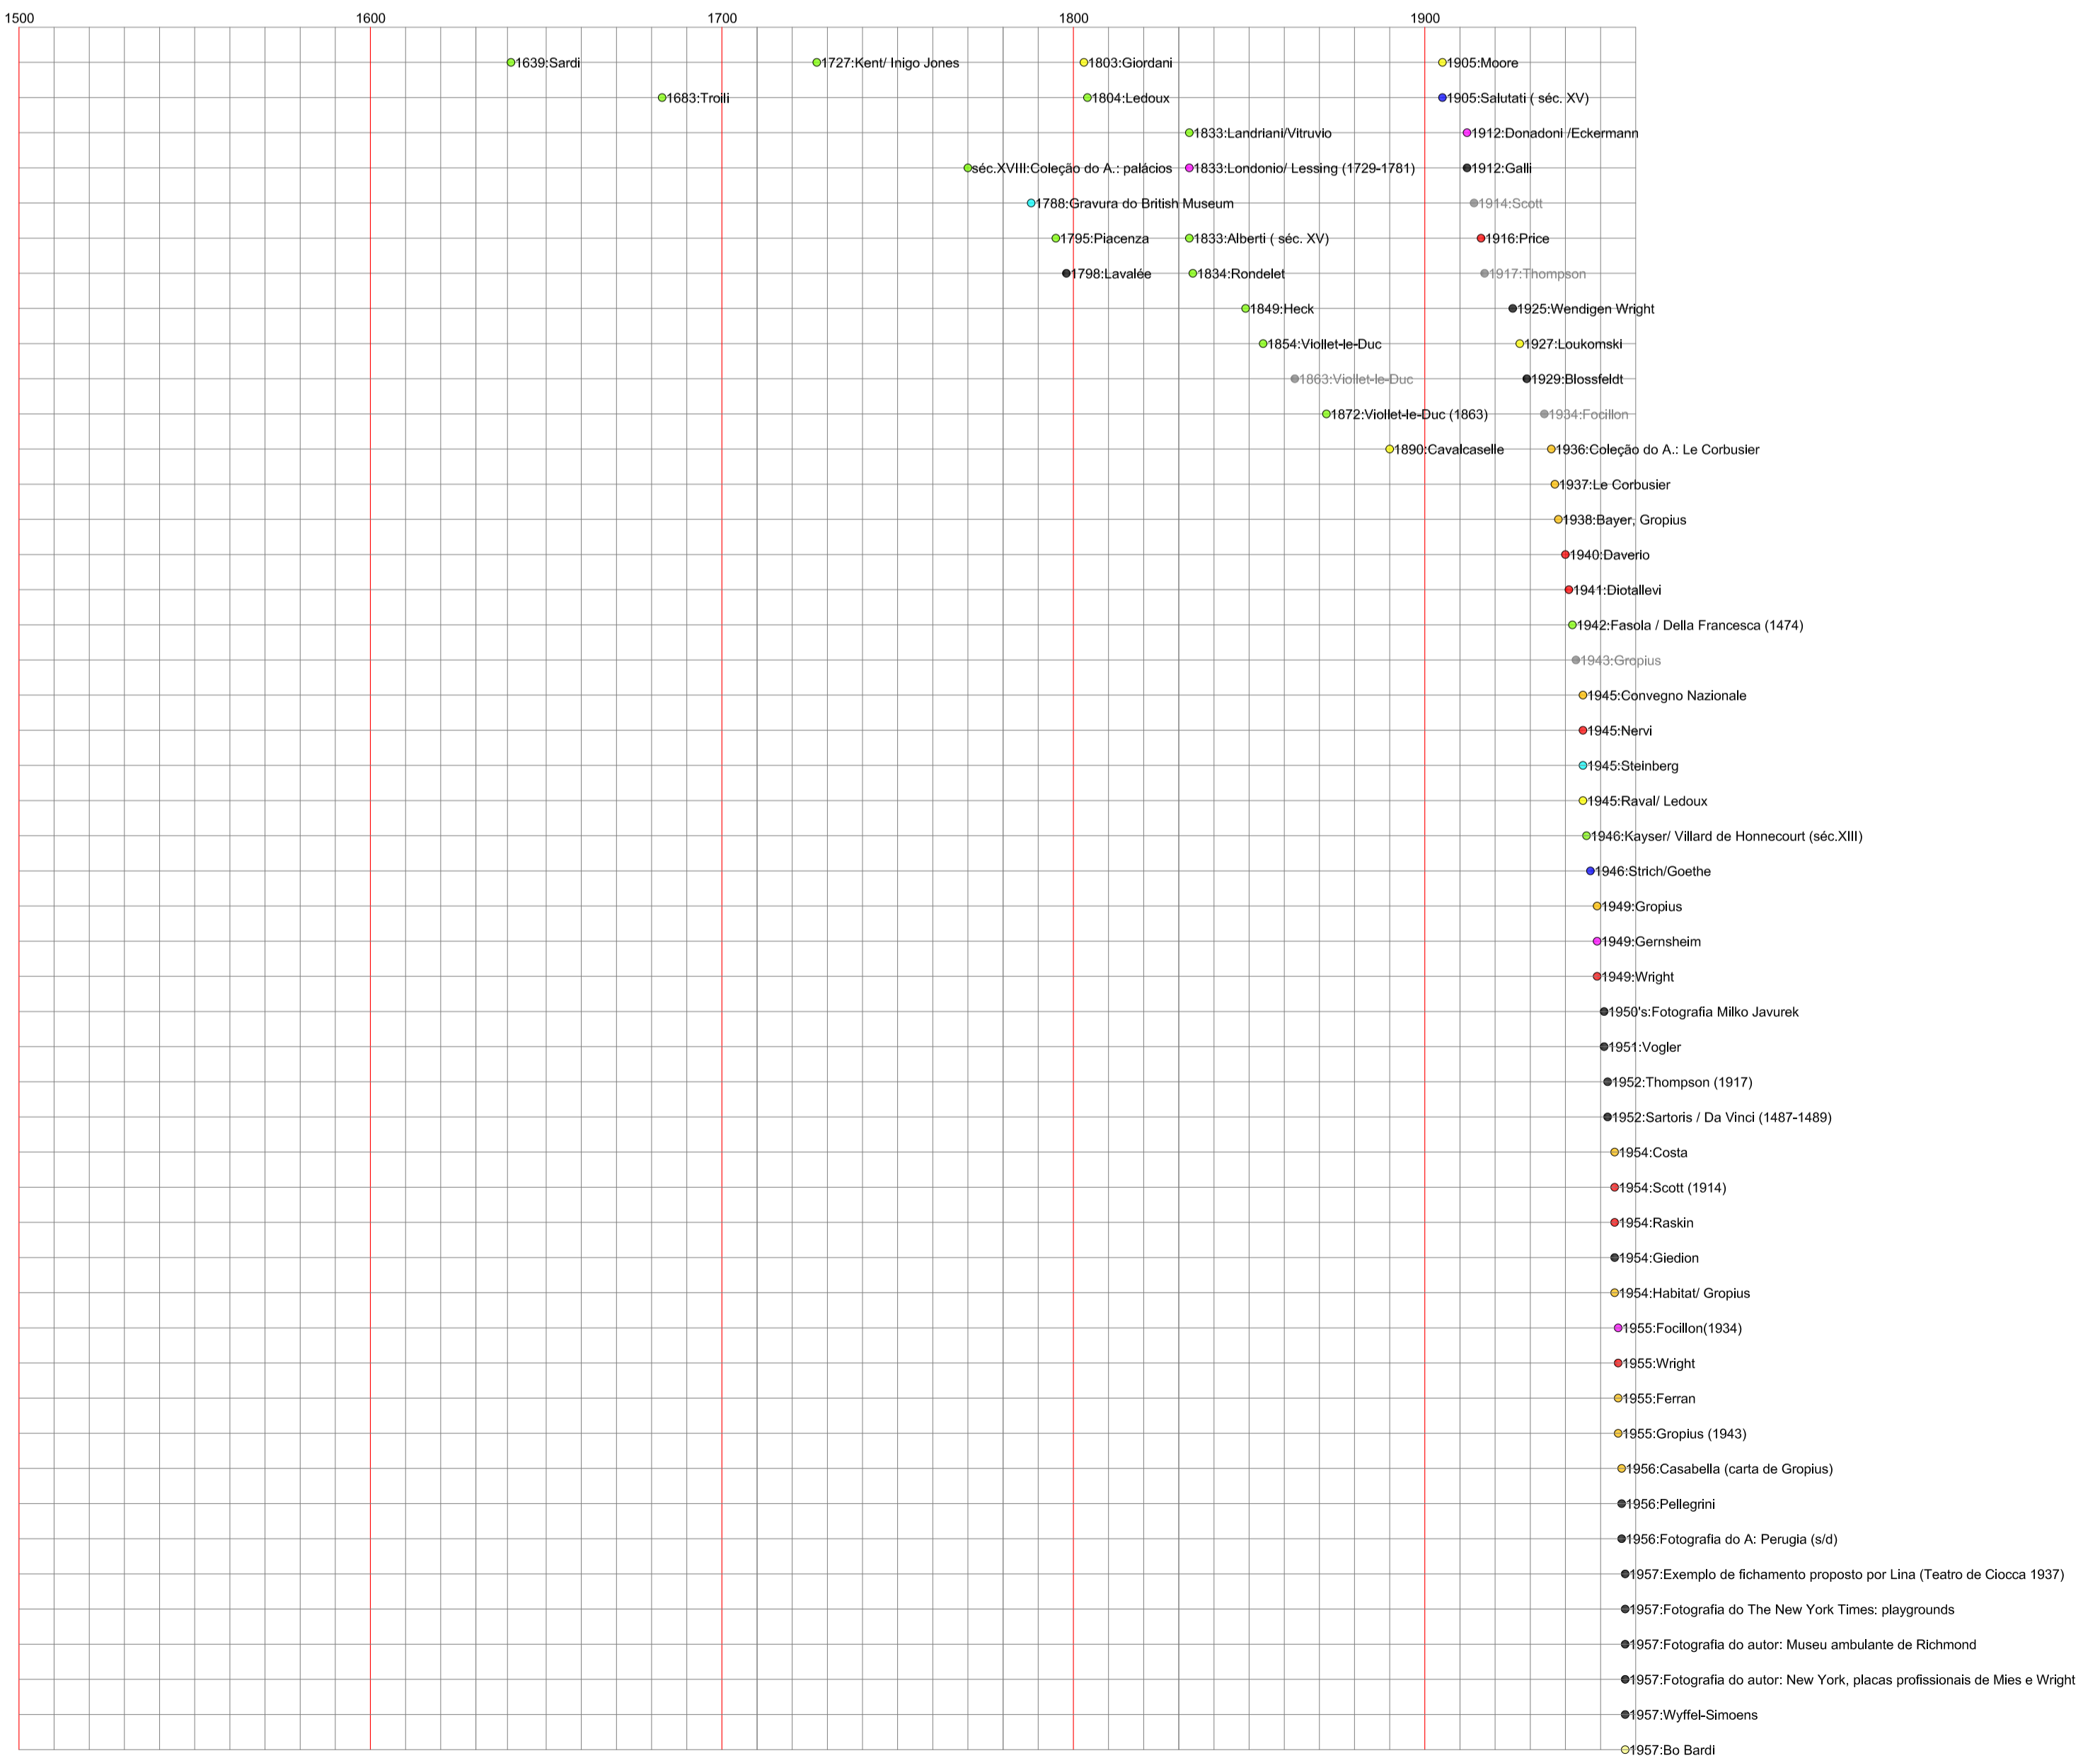 1500 1600 1700 1800 1900
1639:Sardi 1727:Kent/ Inigo Jones 1803:Giordani 1905:Moore
1683:Troili 1804:Ledoux 1905:Salutati ( séc. XV)
1833:Landriani/Vitruvio 1912:Donadoni /Eckermann
séc.XVIII:Coleção do A.: palácios 1833:Londonio/ Lessing (1729-1781) 1912:Galli
1788:Gravura do British Museum 1914:Scott
1795:Piacenza 1833:Alberti ( séc. XV) 1916:Price
1798:Lavalée 1834:Rondelet 1917:Thompson
1849:Heck 1925:Wendigen Wright
1854:Viollet-le-Duc 1927:Loukomski
1863:Viollet-le-Duc 1929:Blossfeldt
1872:Viollet-le-Duc (1863) 1934:Focillon
1890:Cavalcaselle 1936:Coleção do A.: Le Corbusier
1937:Le Corbusier
1938:Bayer, Gropius
1940:Daverio
1941:Diotallevi
1942:Fasola / Della Francesca (1474)
1943:Gropius
1945:Convegno Nazionale
1945:Nervi
1945:Steinberg
1945:Raval/ Ledoux
1946:Kayser/ Villard de Honnecourt (séc.XIII)
1946:Strich/Goethe
1949:Gropius
1949:Gernsheim
1949:Wright
1950's:Fotografia Milko Javurek
1951:Vogler
1952:Thompson (1917)
1952:Sartoris / Da Vinci (1487-1489)
1954:Costa
1954:Scott (1914)
1954:Raskin
1954:Giedion
1954:Habitat/ Gropius
1955:Focillon(1934)
1955:Wright
1955:Ferran
1955:Gropius (1943)
1956:Casabella (carta de Gropius)
1956:Pellegrini
1956:Fotografia do A: Perugia (s/d)
1957:Exemplo de fichamento proposto por Lina (Teatro de Ciocca 1937)
1957:Fotografia do The New York Times: playgrounds
1957:Fotografia do autor: Museu ambulante de Richmond
1957:Fotografia do autor: New York, placas profissionais de Mies e Wright
1957:Wyffel-Simoens
1957:Bo Bardi